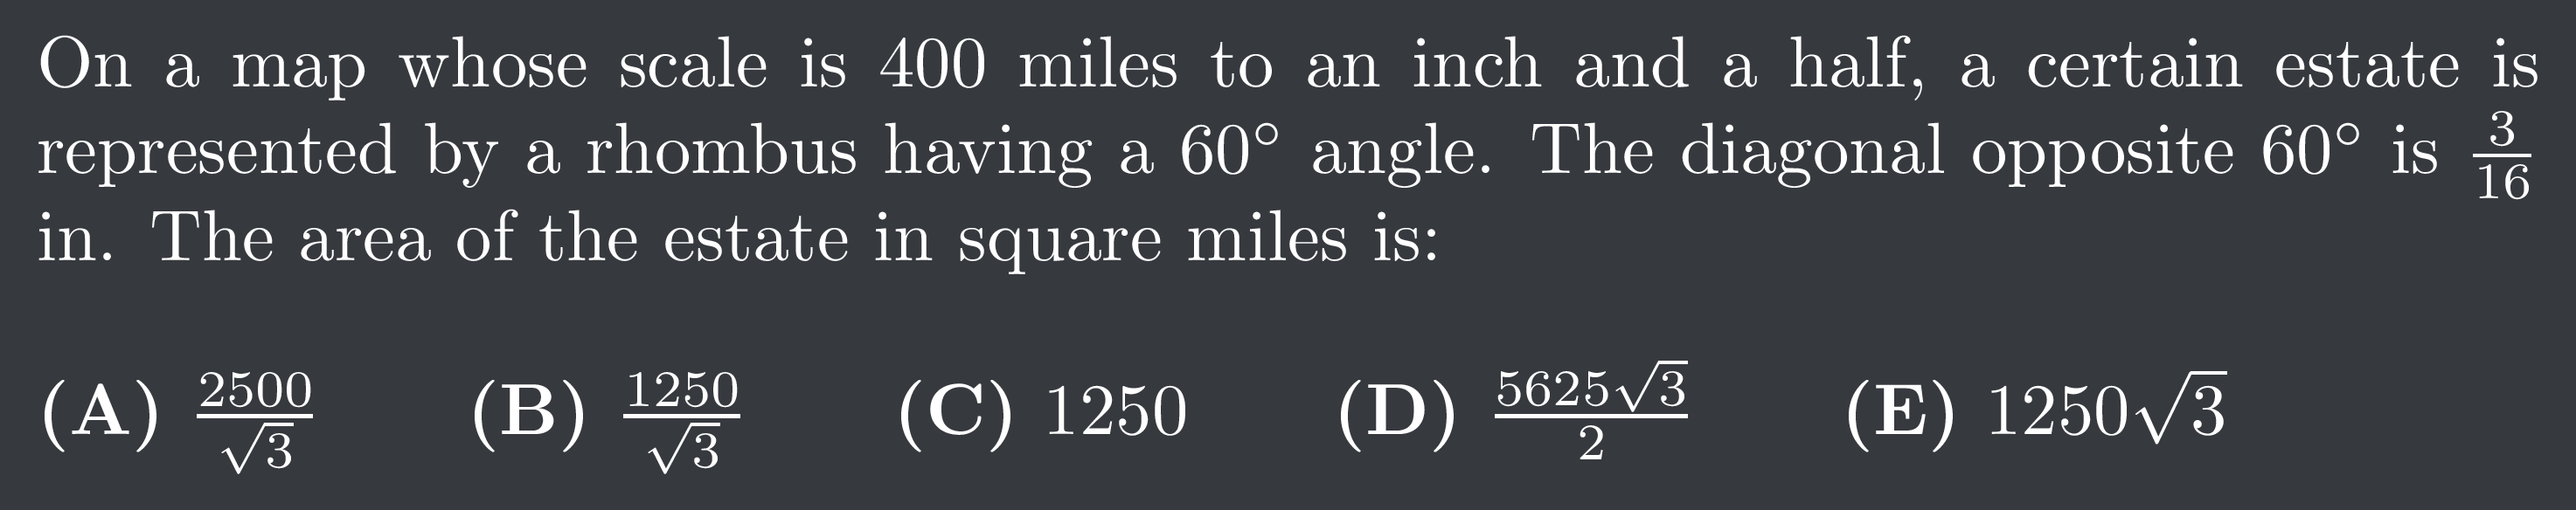 On a map whose scale is 400 miles to an inch and a half, a certain estate is
represented by a rhombus having a 60° angle. The diagonal opposite 60° is $\frac{3}{16}$
in. The area of the estate in square miles is:
(A) $\frac{2500}{\sqrt{3}}$ (B) $\frac{1250}{\sqrt{3}}$ (C) 1250 (D) $\frac{5625\sqrt{3}}{2}$ (E) $1250\sqrt{3}$